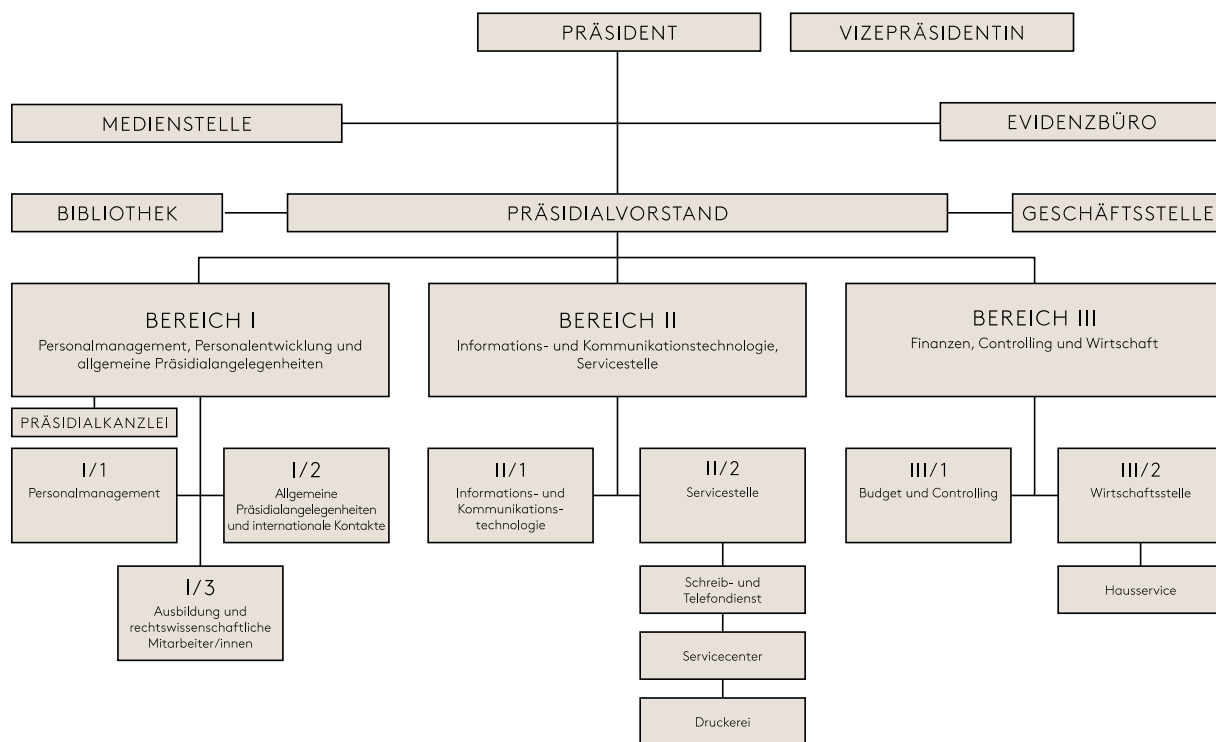 PRÄSIDENT
VIZEPRÄSIDENTIN
MEDIENSTELLE
EVIDENZBÜRO
BIBLIOTHEK
PRÄSIDIALVORSTAND
GESCHÄFTSSTELLE
BEREICH I
Personalmanagement, Personalentwicklung und
allgemeine Präsidialangelegenheiten
BEREICH II
Informations- und Kommunikationstechnologie,
Servicestelle
BEREICH III
Finanzen, Controlling und Wirtschaft
PRÄSIDIALKANZLEI
I/1
Personalmanagement
I/2
Allgemeine
Präsidialangelegenheiten
und internationale Kontakte
I/3
Ausbildung und
rechtswissenschaftliche
Mitarbeiter/innen
II/1
Informations- und
Kommunikations-
technologie
II/2
Servicestelle
Schreib- und
Telefondienst
Servicecenter
Druckerei
III/1
Budget und Controlling
III/2
Wirtschaftsstelle
Hausservice